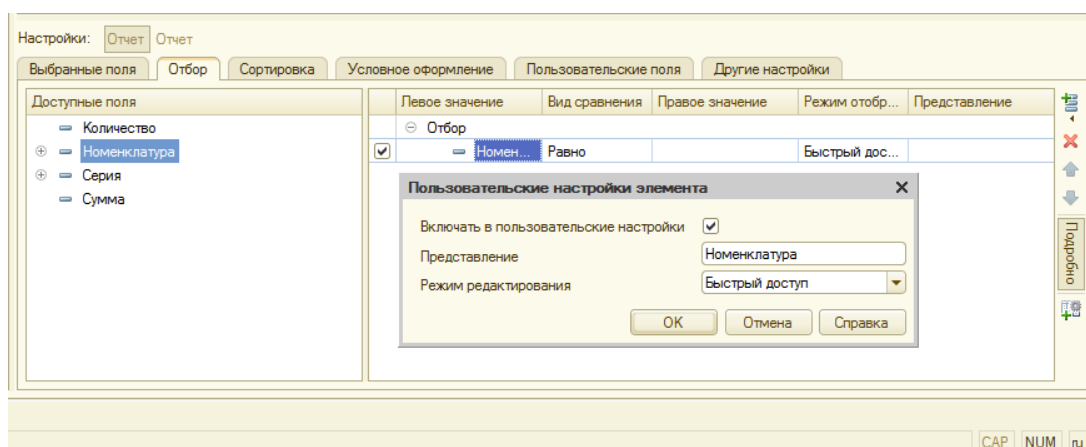 Настройки: Отчет Отчет
Выбранные поля Отбор Сортировка Условное оформление Пользовательские поля Другие настройки
Доступные поля
Количество
Номенклатура
Серия
Сумма
Левое значение Вид сравнения Правое значение Режим отобр... Представление
Отбор
Номен... Равно Быстрый дос...
Пользовательские настройки элемента
Включать в пользовательские настройки
Представление Номенклатура
Режим редактирования Быстрый доступ
OK Отмена Справка
Подробно
CAP NUM ru